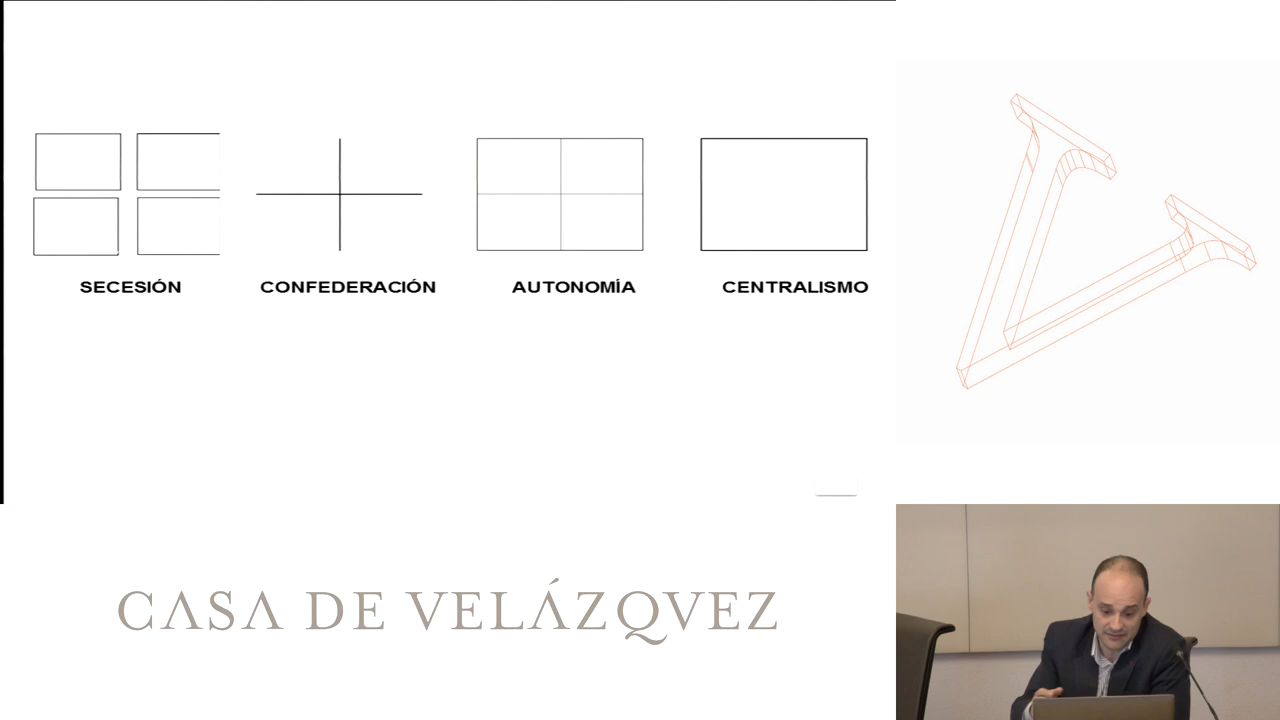 SECESIÓN CONFEDERACIÓN AUTONOMÍA CENTRALISMO
CASA DE VELÁZQVEZ